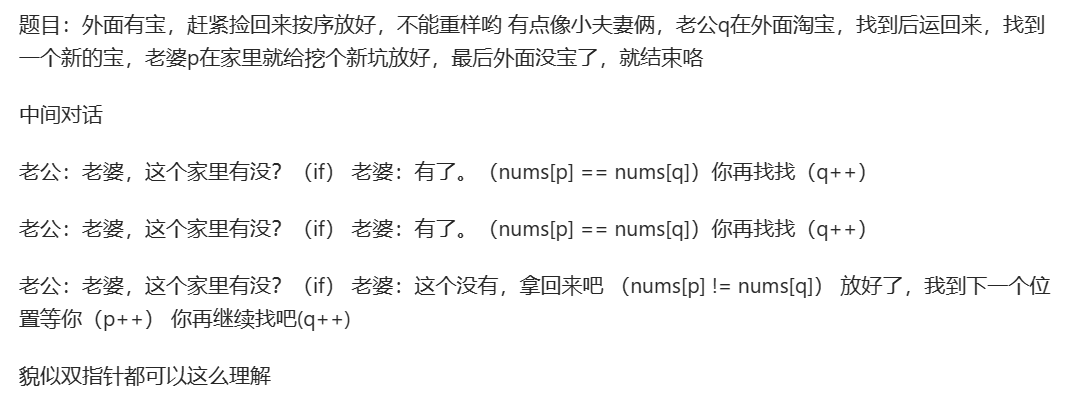 题目：外面有宝，赶紧捡回来按序放好，不能重样哟 有点像小夫妻俩，老公q在外面淘宝，找到后运回来，找到
一个新的宝，老婆p在家里就给挖个新坑放好，最后外面没宝了，就结束咯
中间对话
老公：老婆，这个家里有没？（if） 老婆：有了。（nums[p] == nums[q]）你再找找（q++）
老公：老婆，这个家里有没？（if） 老婆：有了。（nums[p] == nums[q]）你再找找（q++）
老公：老婆，这个家里有没？（if） 老婆：这个没有，拿回来吧 （nums[p] != nums[q]） 放好了，我到下一个位
置等你（p++） 你再继续找吧(q++)
貌似双指针都可以这么理解